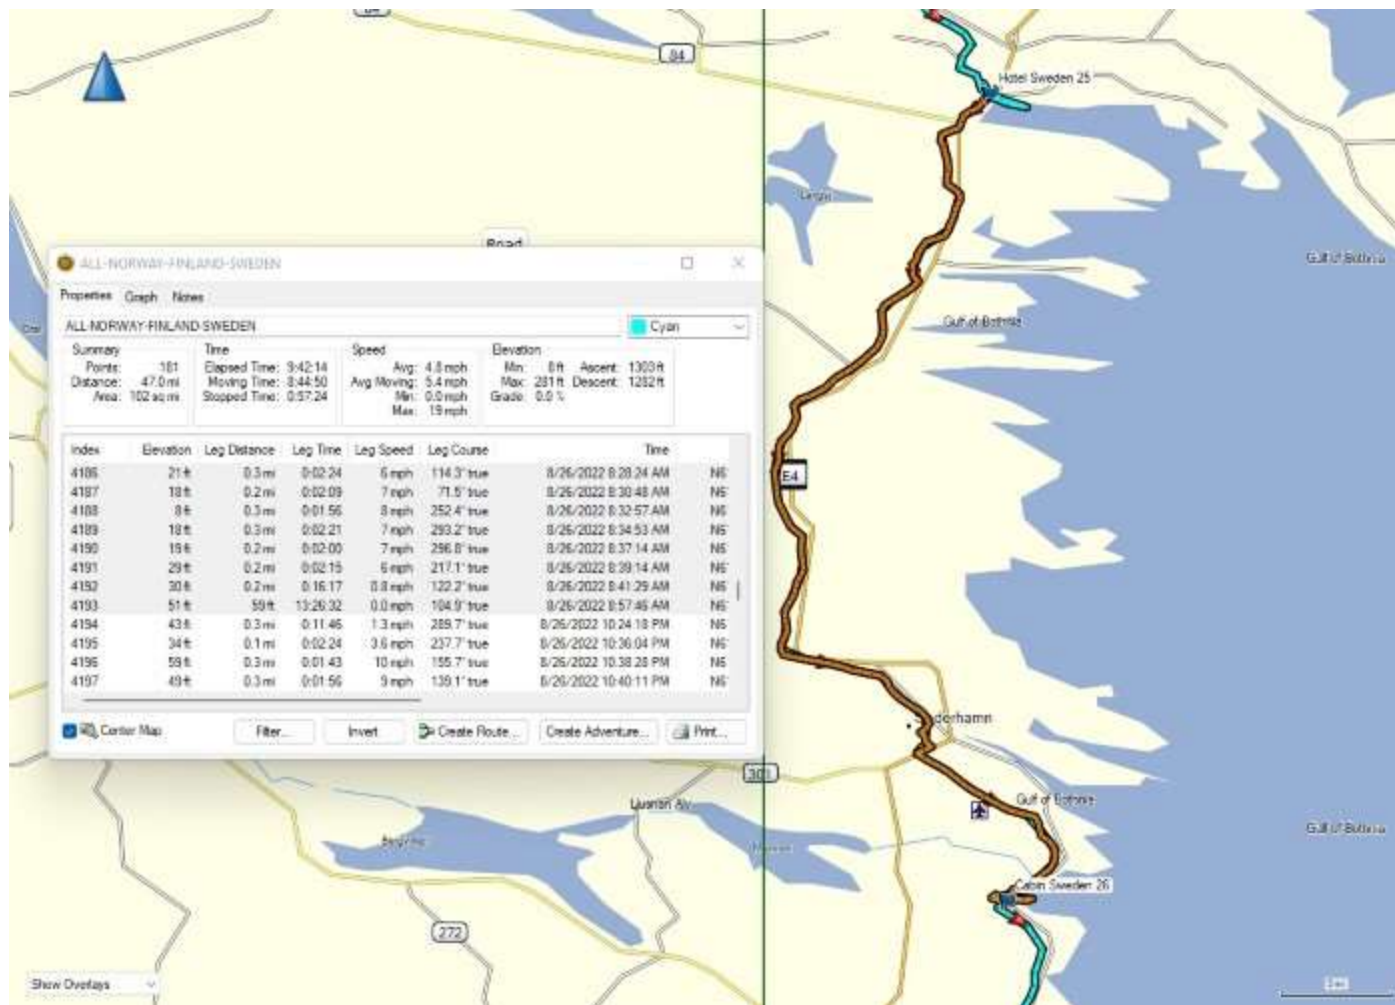 84
84
Hotel Sweden 25
Road
Gulf of Bothnia
Gulf of Bothnia
ALL-NORWAY-FINLAND-SWEDEN
Properties Graph Notes
ALL-NORWAY-FINLAND-SWEDEN Cyan
Summary Time Speed Elevation
Points: 181 Elapsed Time: 9:42:14 Avg: 4.8 mph Min: 8 ft Ascent: 1303 ft
Distance: 47.0 mi Moving Time: 8:44:50 Avg Moving: 5.4 mph Max: 281 ft Descent: 1282 ft
Area: 102 sq mi Stopped Time: 0:57:24 Min: 0.0 mph Grade: 0.0 %
Max: 19 mph
Index Elevation Leg Distance Leg Time Leg Speed Leg Course Time
4186 21 ft 0.3 mi 0:02:24 6 mph 114.3° true 8/26/2022 8:28:24 AM N6
4187 18 ft 0.2 mi 0:02:09 7 mph 71.5° true 8/26/2022 8:30:48 AM N6
4188 8 ft 0.3 mi 0:01:56 8 mph 252.4° true 8/26/2022 8:32:57 AM N6
4189 18 ft 0.3 mi 0:02:21 7 mph 293.2° true 8/26/2022 8:34:53 AM N6
4190 19 ft 0.2 mi 0:02:00 7 mph 296.8° true 8/26/2022 8:37:14 AM N6
4191 29 ft 0.2 mi 0:02:15 6 mph 217.1° true 8/26/2022 8:39:14 AM N6
4192 30 ft 0.2 mi 0:16:17 0.8 mph 122.2° true 8/26/2022 8:41:29 AM N6
4193 51 ft 59 ft 13:26:32 0.0 mph 104.9° true 8/26/2022 8:57:46 AM N6
4194 43 ft 0.3 mi 0:11:46 1.3 mph 289.7° true 8/26/2022 10:24:18 PM N6
4195 34 ft 0.1 mi 0:02:24 3.6 mph 237.7° true 8/26/2022 10:36:04 PM N6
4196 59 ft 0.3 mi 0:01:43 10 mph 155.7° true 8/26/2022 10:38:28 PM N6
4197 49 ft 0.3 mi 0:01:56 9 mph 139.1° true 8/26/2022 10:40:11 PM N6
Center Map Filter... Invert Create Route... Create Adventure... Print...
E4
301
Ljusnan Alv
Gulf of Bothnia
Gulf of Bothnia
Cabin Sweden 26
272
Show Overlays